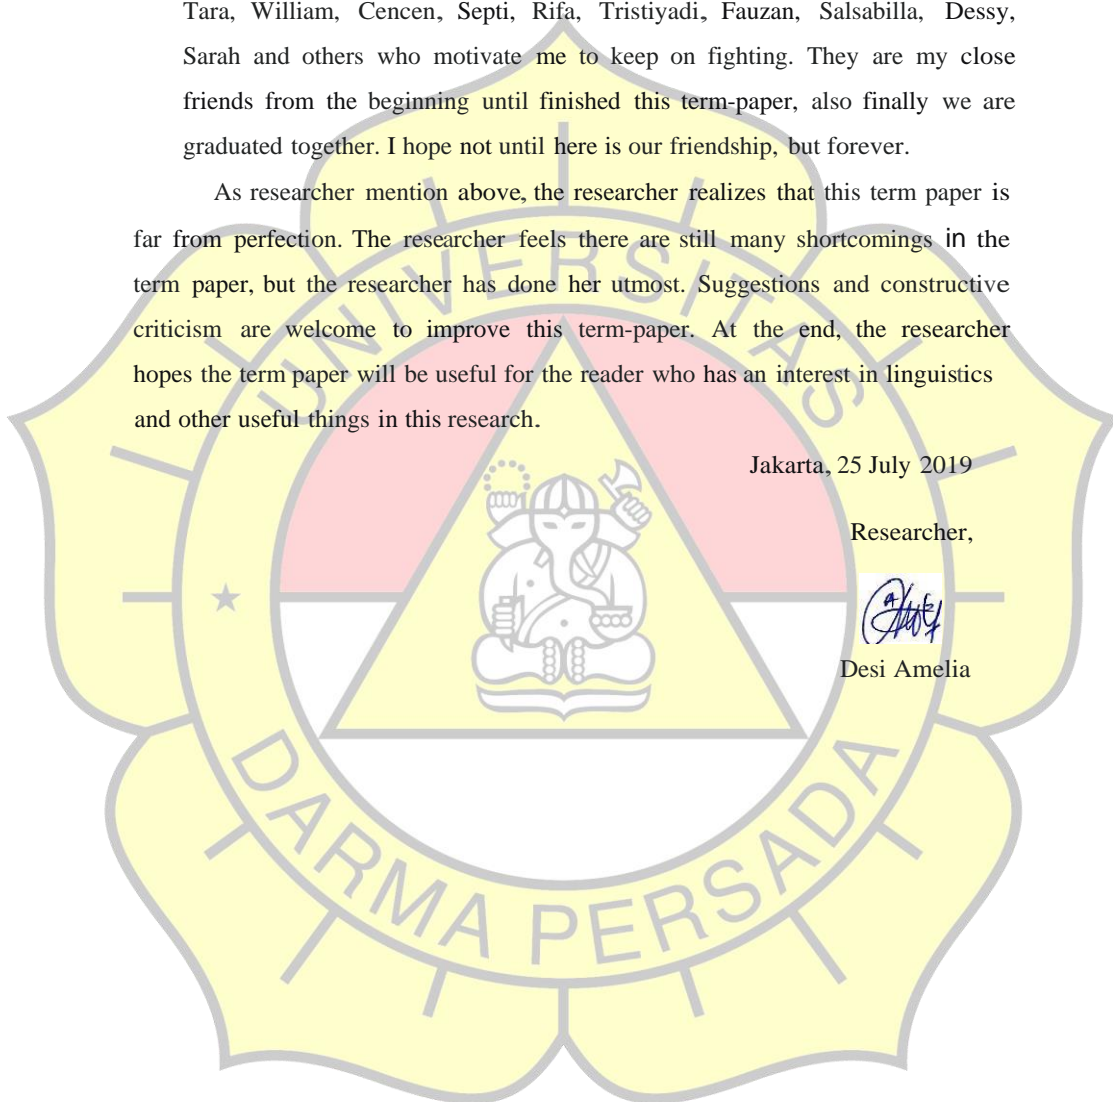 Tara, William, Cencen, Septi, Rifa, Tristiyadi, Fauzan, Salsabilla, Dessy,
Sarah and others who motivate me to keep on fighting. They are my close
friends from the beginning until finished this term-paper, also finally we are
graduated together. I hope not until here is our friendship, but forever.
As researcher mention above, the researcher realizes that this term paper is
far from perfection. The researcher feels there are still many shortcomings in the
term paper, but the researcher has done her utmost. Suggestions and constructive
criticism are welcome to improve this term-paper. At the end, the researcher
hopes the term paper will be useful for the reader who has an interest in linguistics
and other useful things in this research.
Jakarta, 25 July 2019
Researcher,
Desi Amelia
UNIVERSITAS
DARMA PERSADA